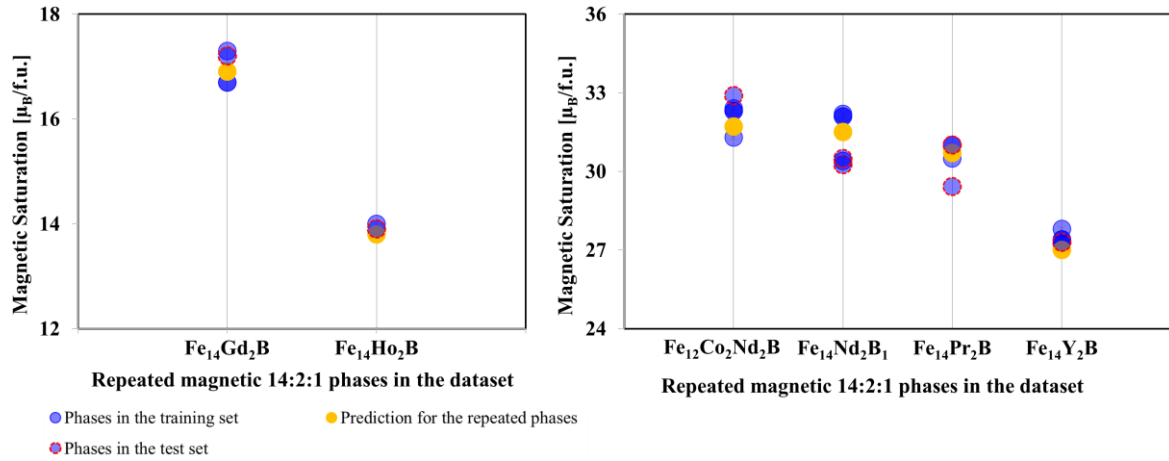 Magnetic Saturation [μB/f.u.]
18
16
14
12
Fe14Gd2B
Fe14Ho2B
Repeated magnetic 14:2:1 phases in the dataset
Magnetic Saturation [μB/f.u.]
36
33
30
27
24
Fe12Co2Nd2B
Fe14Nd2B1
Fe14Pr2B
Fe14Y2B
Repeated magnetic 14:2:1 phases in the dataset
Phases in the training set
Prediction for the repeated phases
Phases in the test set